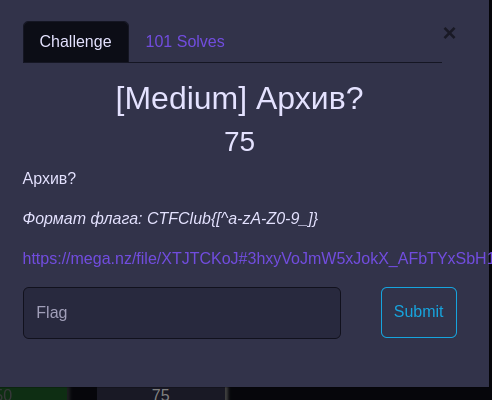 Challenge
101 Solves
×
[Medium] Архив?
75
Архив?
Формат флага: CTFClub{[^a-zA-Z0-9_]}
https://mega.nz/file/XTJTCKoJ#3hxyVoJmW5xJokX_AFbTYxSbH1
Flag
Submit
50
75